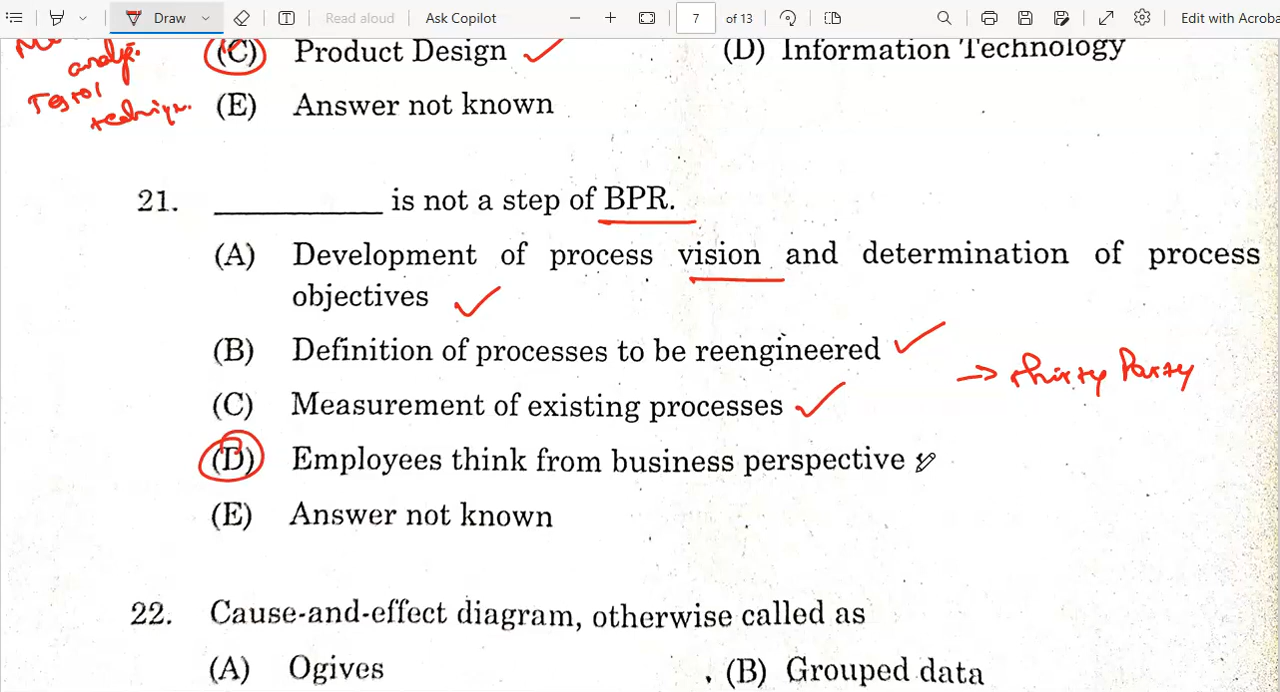 Draw
Read aloud
Ask Copilot
7 of 13
Edit with Acroba
analy.
(C) Product Design
(D) Information Technology
(E) Answer not known
21. __________ is not a step of BPR.
(A) Development of process vision and determination of process
objectives
(B) Definition of processes to be reengineered
(C) Measurement of existing processes
Party
(D) Employees think from business perspective
(E) Answer not known
22. Cause-and-effect diagram, otherwise called as
(A) Ogives
(B) Grouped data